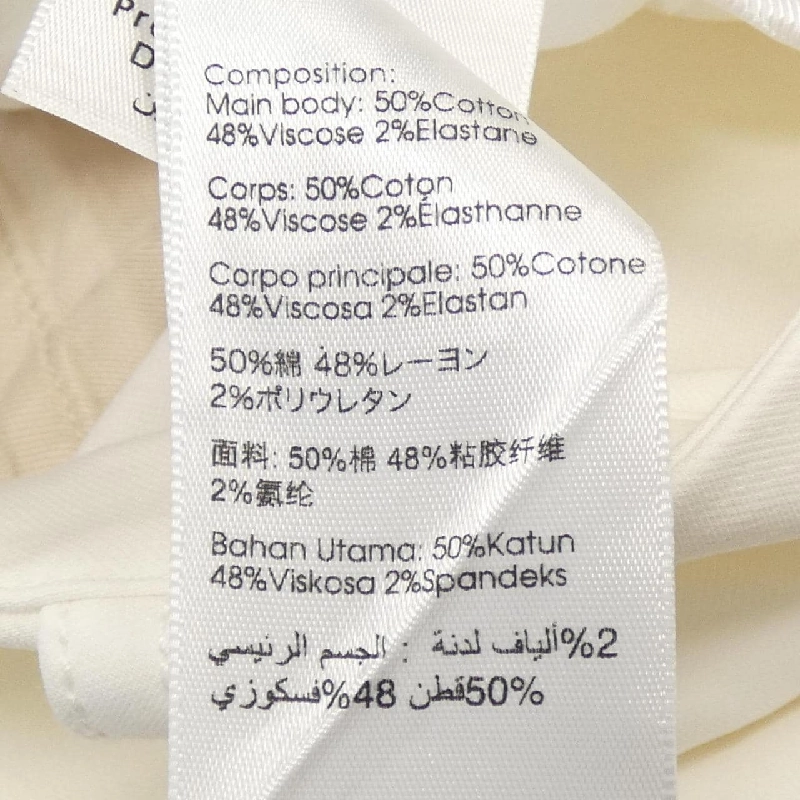 Composition:
Main body: 50%Cotton
48%Viscose 2%Elastane
Corps: 50%Coton
48%Viscose 2%Élasthanne
Corpo principale: 50%Cotone
48%Viscosa 2%Elastan
50%綿 48%レーヨン
2%ポリウレタン
面料: 50%棉 48%粘胶纤维
2%氨纶
Bahan Utama: 50%Katun
48%Viskosa 2%Spandeks
الجسم الرئيسي : ألياف لدنة%2
50%قطن 48%فسكوزي